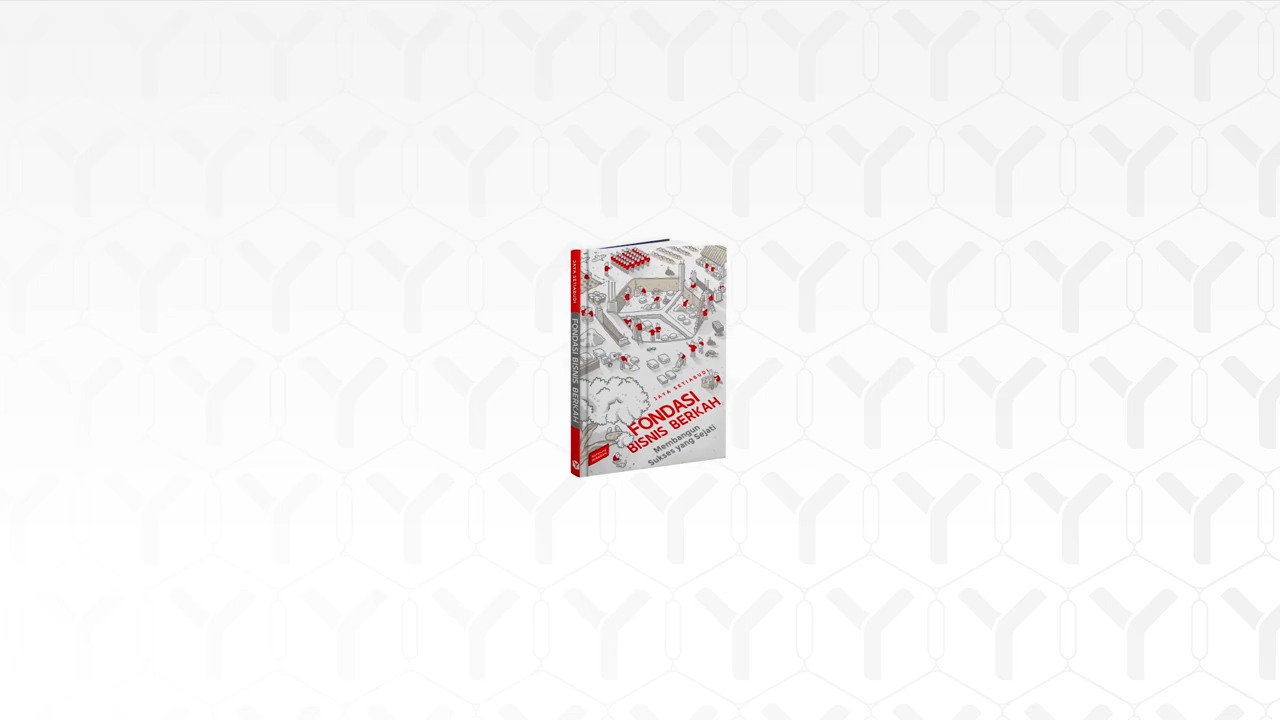 JAYA SETIABUDI
FONDASI BISNIS BERKAH
JAYA SETIABUDI
FONDASI
BISNIS BERKAH
Membangun
Sukses yang Sejati